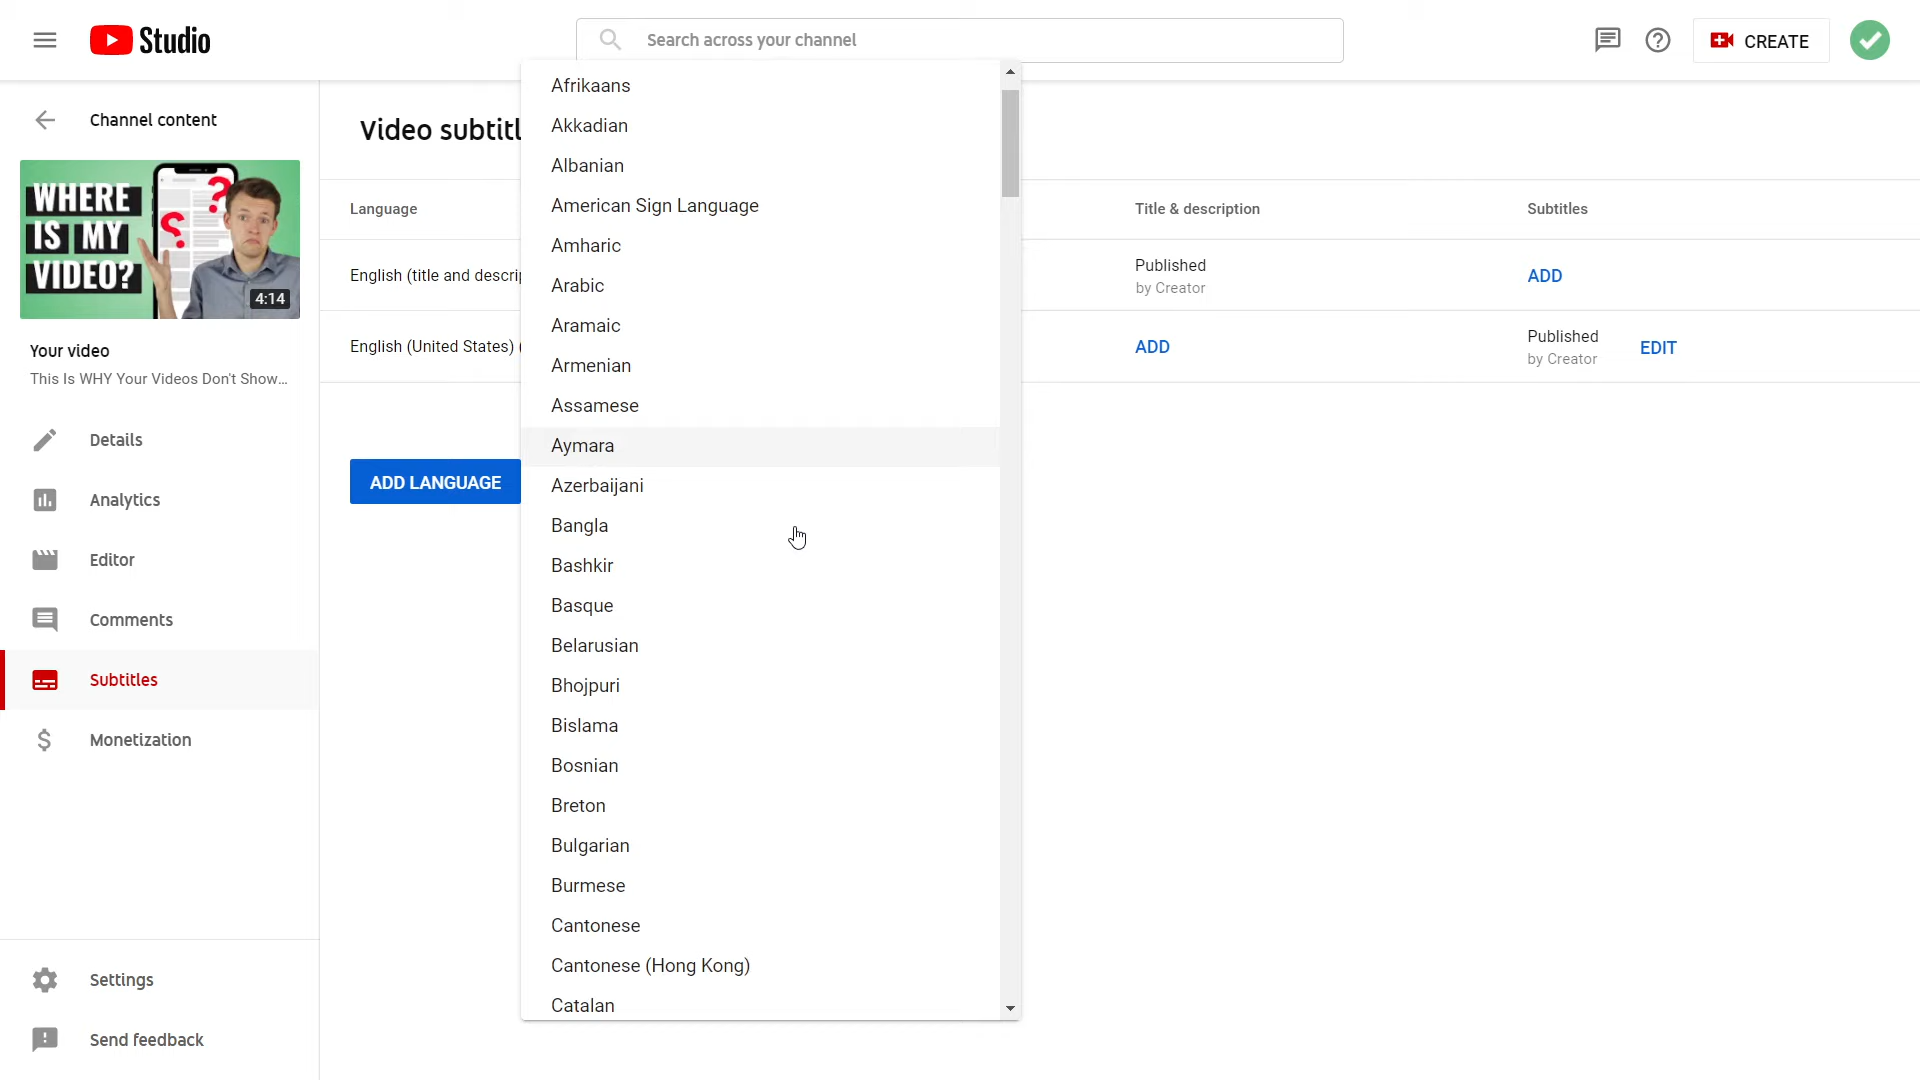 Studio
Search across your channel
CREATE
Channel content
WHERE
IS MY
VIDEO?
4:14
Your video
This Is WHY Your Videos Don't Show...
Details
Analytics
Editor
Comments
Subtitles
Monetization
Settings
Send feedback
Video subtitl
Language
Title & description
Subtitles
English (title and descrip
Published
by Creator
ADD
English (United States) (
ADD
Published
by Creator
EDIT
ADD LANGUAGE
Afrikaans
Akkadian
Albanian
American Sign Language
Amharic
Arabic
Aramaic
Armenian
Assamese
Aymara
Azerbaijani
Bangla
Bashkir
Basque
Belarusian
Bhojpuri
Bislama
Bosnian
Breton
Bulgarian
Burmese
Cantonese
Cantonese (Hong Kong)
Catalan